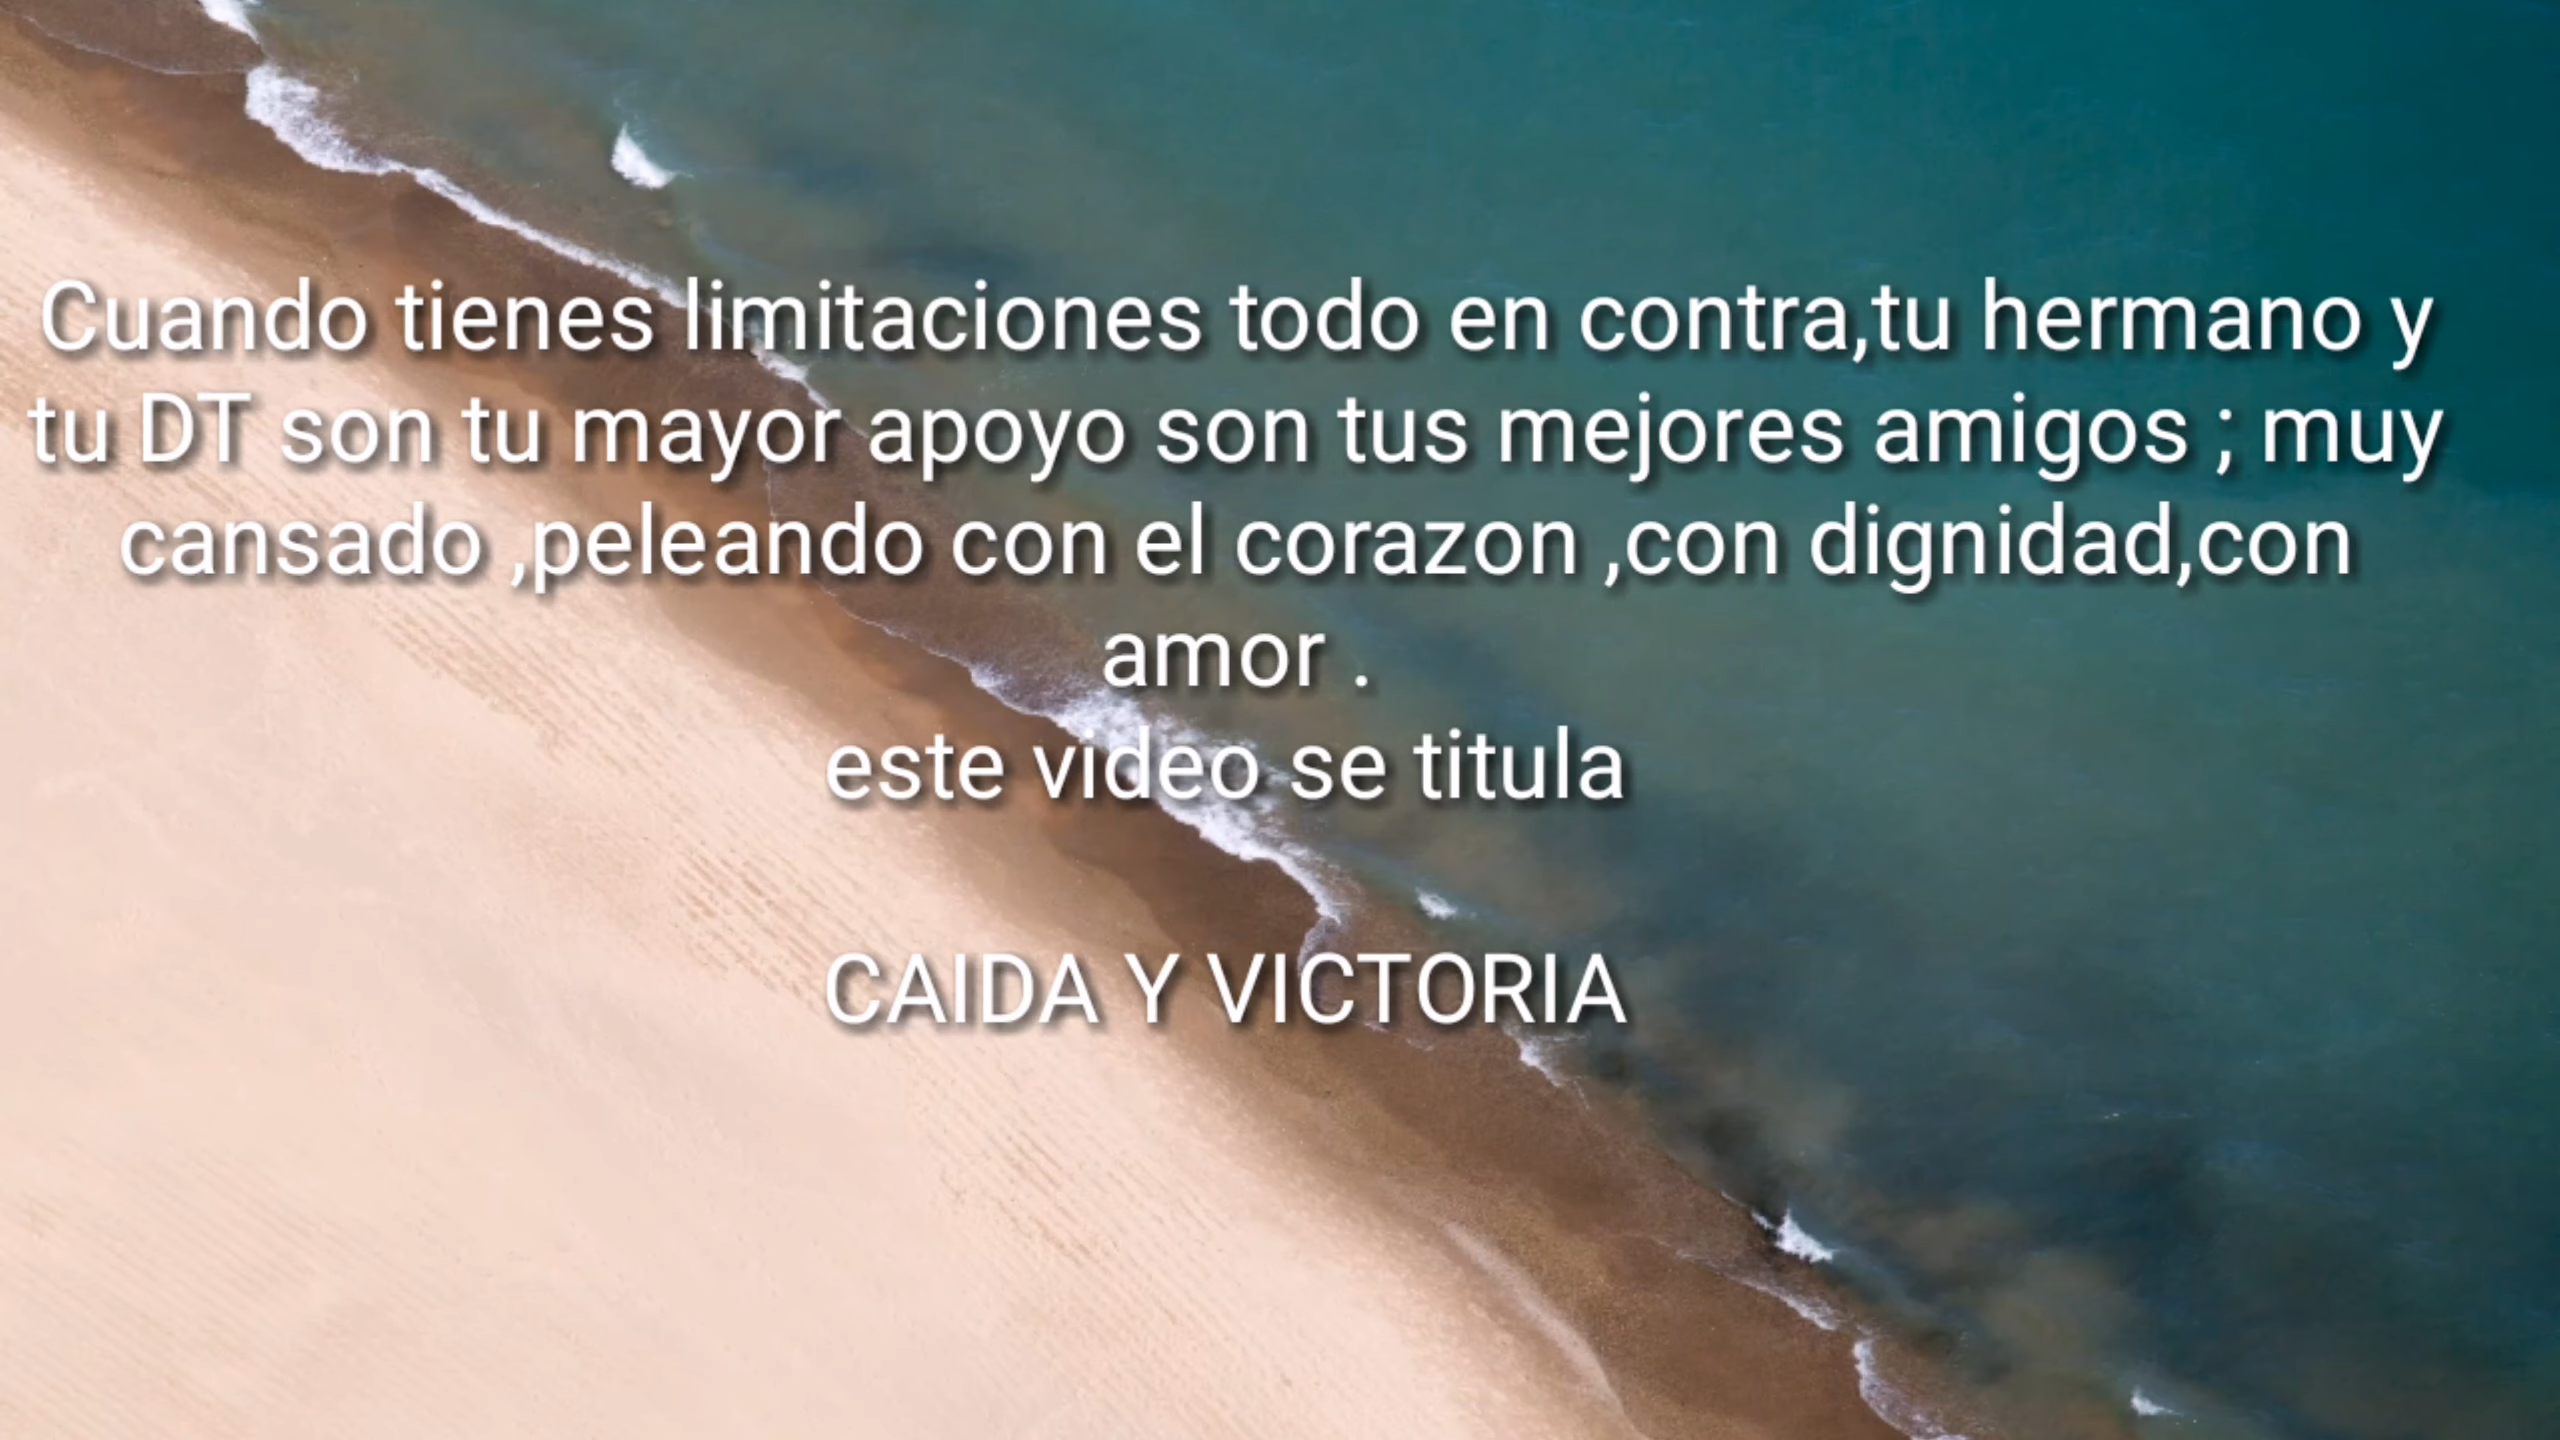 Cuando tienes limitaciones todo en contra,tu hermano y
tu DT son tu mayor apoyo son tus mejores amigos ; muy
cansado ,peleando con el corazon ,con dignidad,con
amor .
este video se titula
CAIDA Y VICTORIA